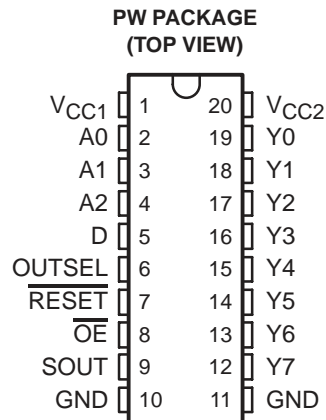 PW PACKAGE
(TOP VIEW)
VCC1 1 20 VCC2
A0 2 19 Y0
A1 3 18 Y1
A2 4 17 Y2
D 5 16 Y3
OUTSEL 6 15 Y4
RESET 7 14 Y5
OE 8 13 Y6
SOUT 9 12 Y7
GND 10 11 GND